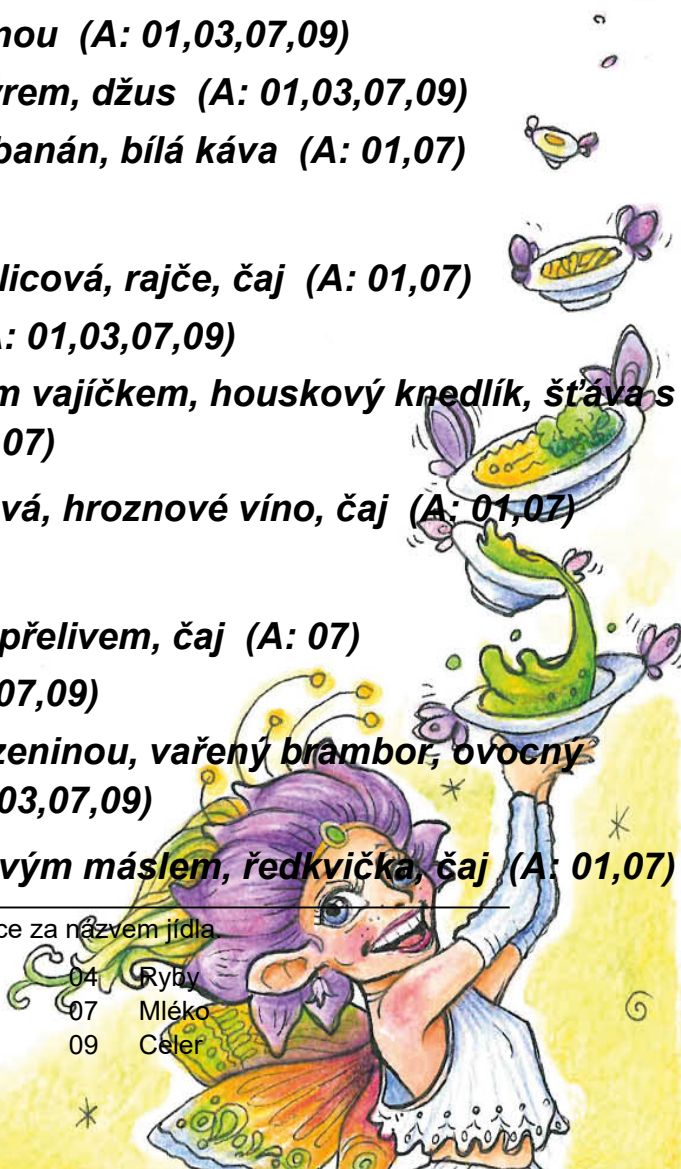 nou (A: 01,03,07,09)
rem, džus (A: 01,03,07,09)
banán, bílá káva (A: 01,07)
licová, rajče, čaj (A: 01,07)
: 01,03,07,09)
m vajíčkem, houskový knedlík, šťáva s
07)
vá, hroznové víno, čaj (A: 01,07)
přelivem, čaj (A: 07)
07,09)
zeninou, vařený brambor, ovocný
03,07,09)
vým máslem, ředkvička, čaj (A: 01,07)
ce za názvem jídla.
04 Ryby
07 Mléko
09 Celer